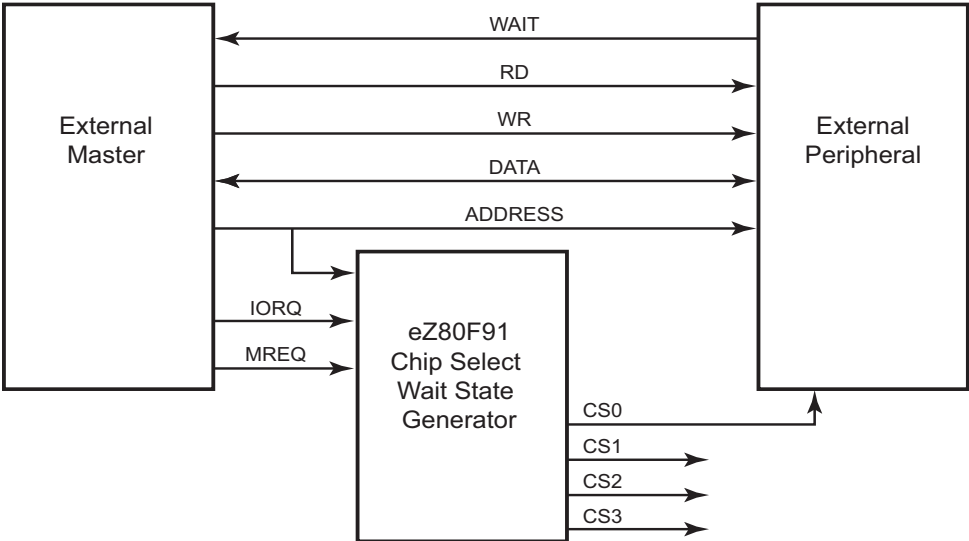 WAIT
RD
WR
DATA
ADDRESS
External
Master
External
Peripheral
IORQ
MREQ
eZ80F91
Chip Select
Wait State
Generator
CS0
CS1
CS2
CS3